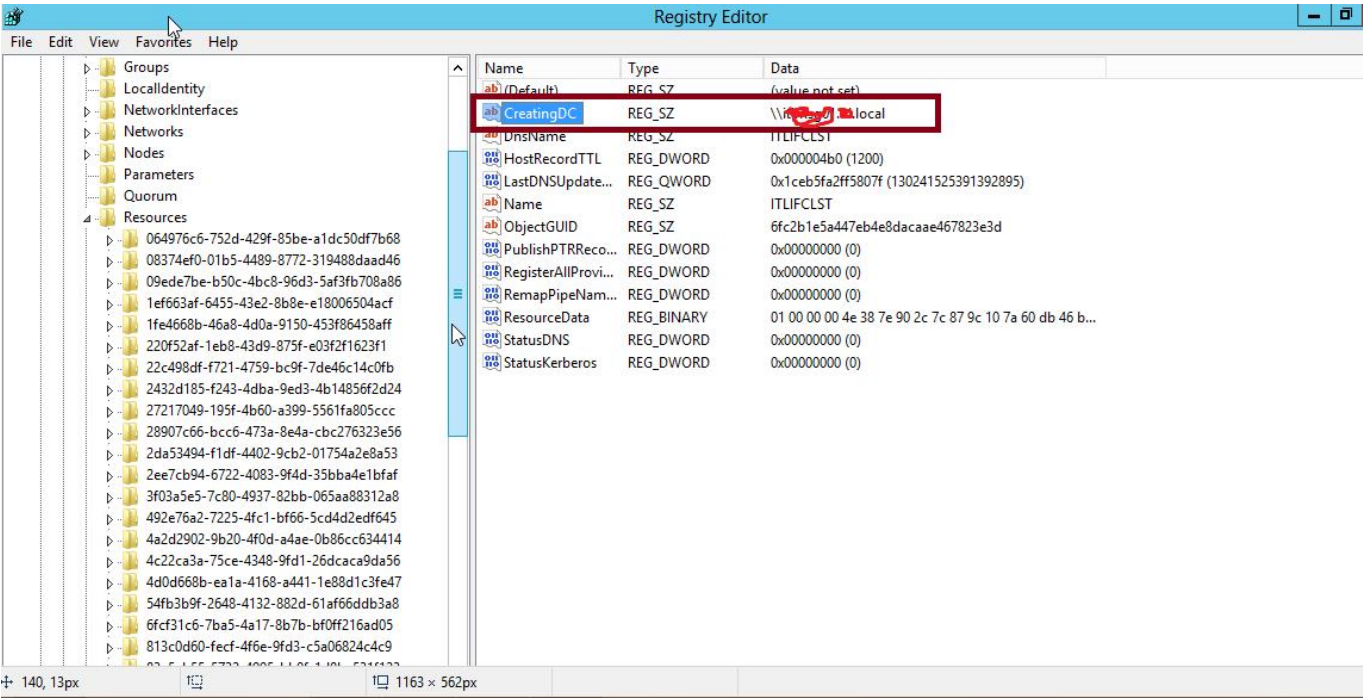 Registry Editor
File Edit View Favorites Help
Groups
LocalIdentity
NetworkInterfaces
Networks
Nodes
Parameters
Quorum
Resources
064976c6-752d-429f-85be-a1dc50df7b68
08374ef0-01b5-4489-8772-319488daad46
09ede7be-b50c-4bc8-96d3-5af3fb708a86
1ef663af-6455-43e2-8b8e-e18006504acf
1fe4668b-46a8-4d0a-9150-453f86458aff
220f52af-1eb8-43d9-875f-e03f2f1623f1
22c498df-f721-4759-bc9f-7de46c14c0fb
2432d185-f243-4dba-9ed3-4b14856f2d24
27217049-195f-4b60-a399-5561fa805ccc
28907c66-bcc6-473a-8e4a-cbc276323e56
2da53494-f1df-4402-9cb2-01754a2e8a53
2ee7cb94-6722-4083-9f4d-35bba4e1bfaf
3f03a5e5-7c80-4937-82bb-065aa88312a8
492e76a2-7225-4fc1-bf66-5cd4d2edf645
4a2d2902-9b20-4f0d-a4ae-0b86cc634414
4c22ca3a-75ce-4348-9fd1-26dcaca9da56
4d0d668b-ea1a-4168-a441-1e88d1c3fe47
54fb3b9f-2648-4132-882d-61af66ddb3a8
6fcf31c6-7ba5-4a17-8b7b-bf0ff216ad05
813c0d60-fecf-4f6e-9fd3-c5a06824c4c9
Name Type Data
(Default) REG_SZ (value not set)
CreatingDC REG_SZ .local
DnsName REG_SZ ITLIFCLST
HostRecordTTL REG_DWORD 0x000004b0 (1200)
LastDNSUpdate... REG_QWORD 0x1ceb5fa2ff5807f (130241525391392895)
Name REG_SZ ITLIFCLST
ObjectGUID REG_SZ 6fc2b1e5a447eb4e8dacaae467823e3d
PublishPTRReco... REG_DWORD 0x00000000 (0)
RegisterAllProvi... REG_DWORD 0x00000000 (0)
RemapPipeNam... REG_DWORD 0x00000000 (0)
ResourceData REG_BINARY 01 00 00 00 4e 38 7e 90 2c 7c 87 9c 10 7a 60 db 46 b...
StatusDNS REG_DWORD 0x00000000 (0)
StatusKerberos REG_DWORD 0x00000000 (0)
140, 13px 1163 × 562px